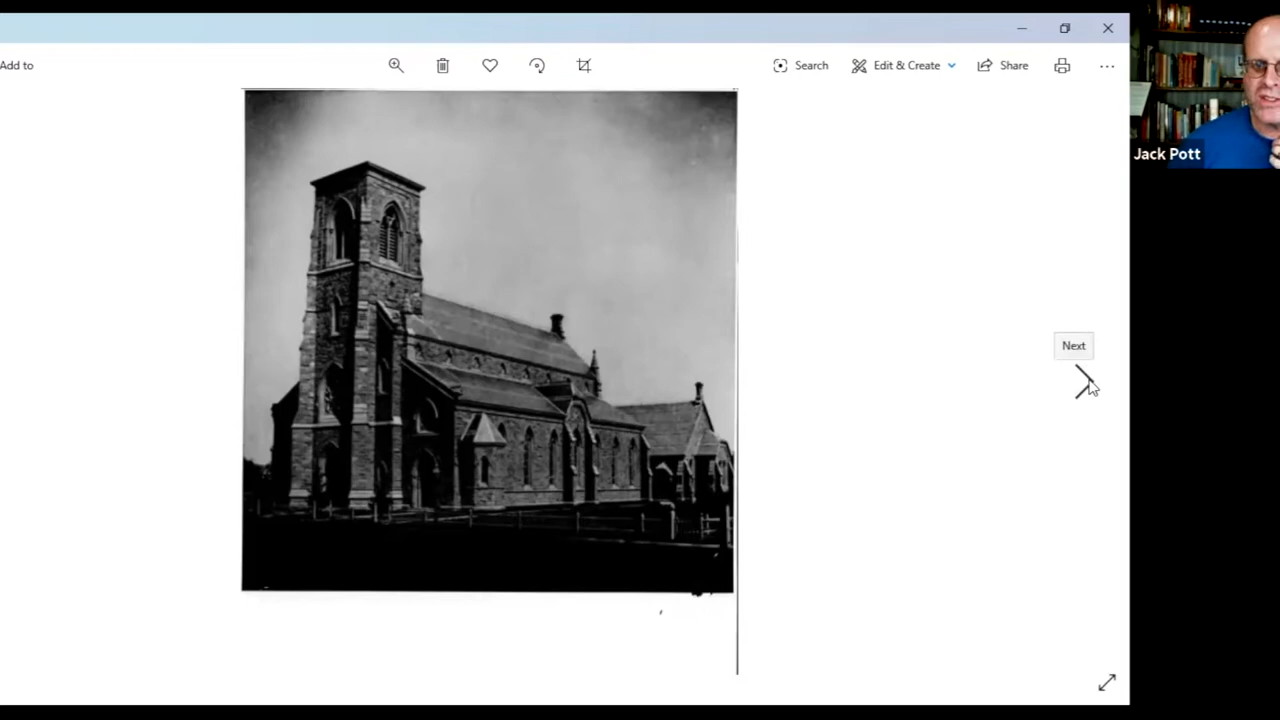 Add to
Search
Edit & Create
Share
Jack Pott
Next